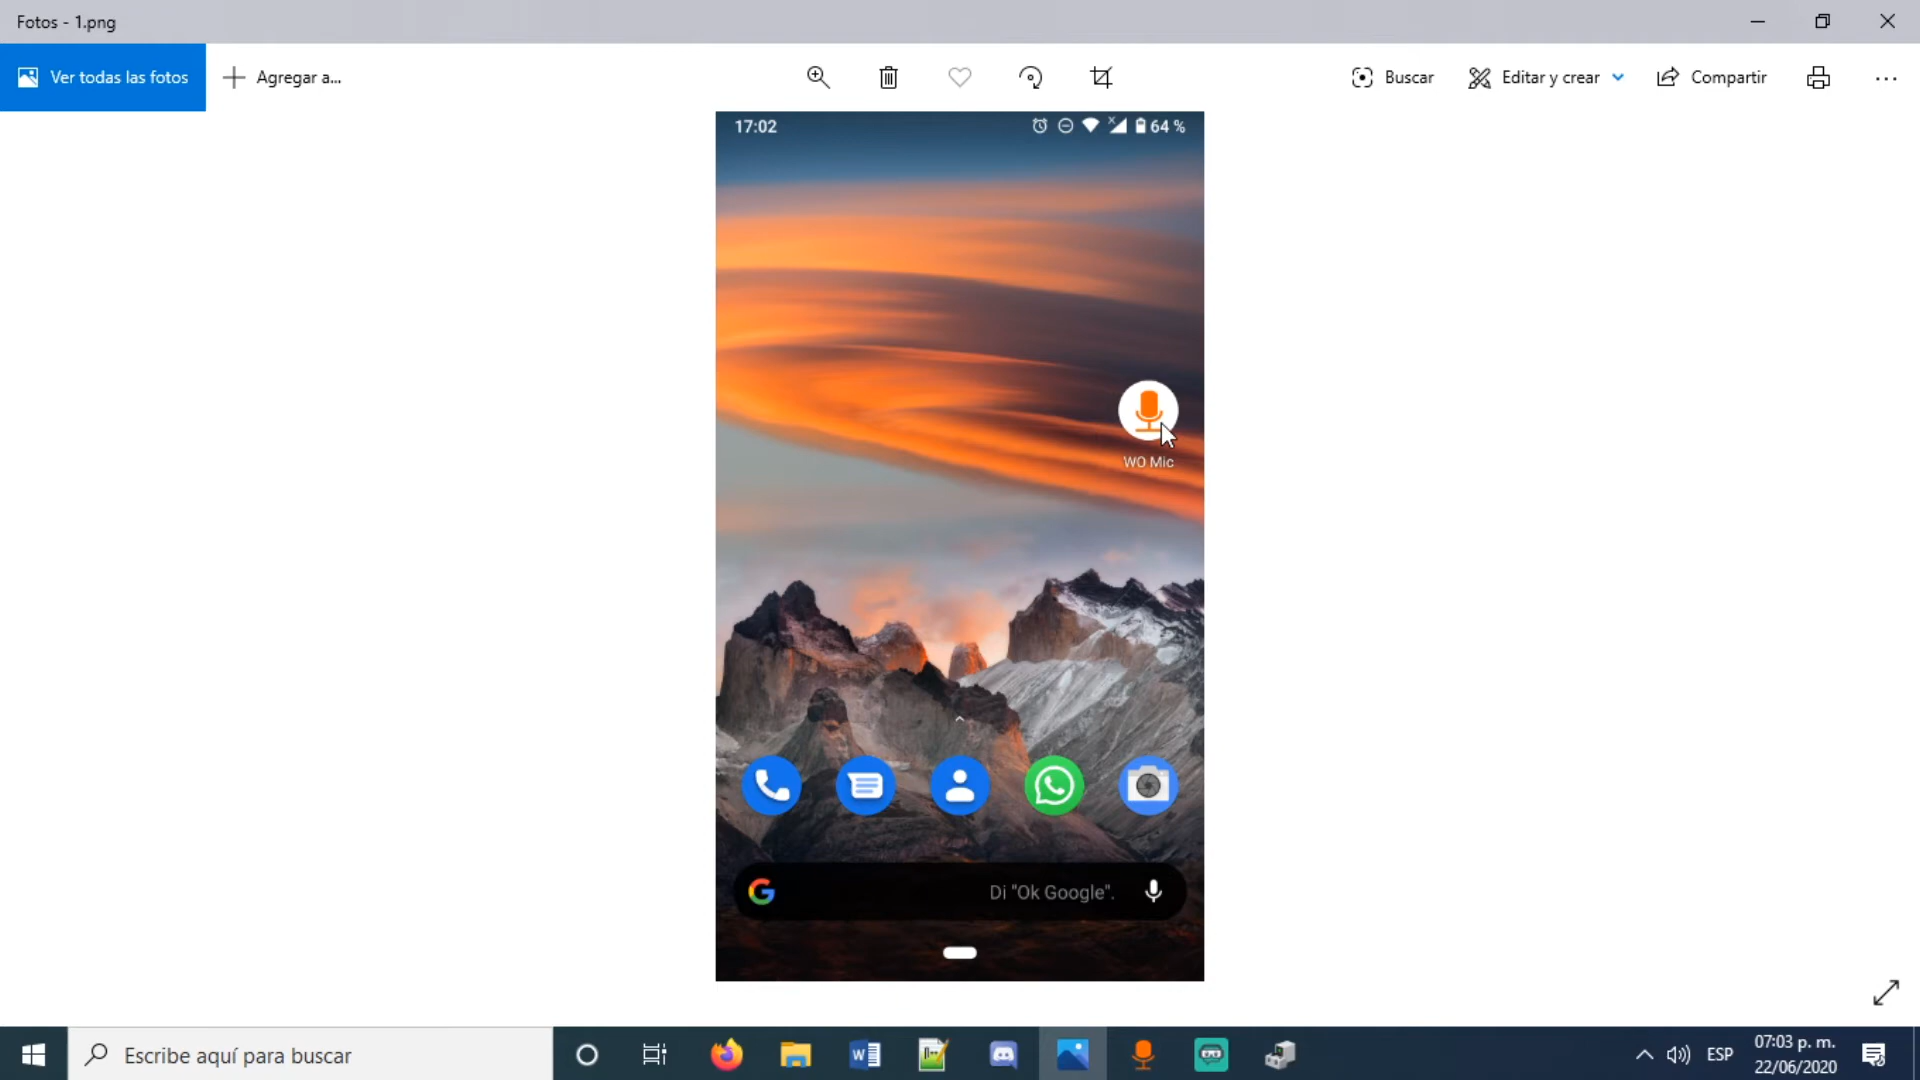 Fotos - 1.png
Ver todas las fotos
Agregar a...
Buscar
Editar y crear
Compartir
17:02
64 %
WO Mic
Di "Ok Google".
Escribe aquí para buscar
ESP
07:03 p. m.
22/06/2020